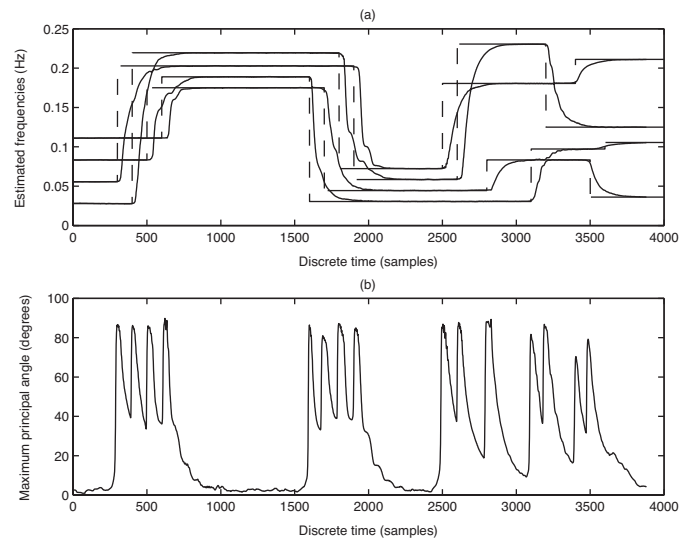 (a)
0.25
0.2
0.15
0.1
0.05
0
Estimated frequencies (Hz)
0 500 1000 1500 2000 2500 3000 3500 4000
Discrete time (samples)
(b)
100
80
60
40
20
0
Maximum principal angle (degrees)
0 500 1000 1500 2000 2500 3000 3500 4000
Discrete time (samples)